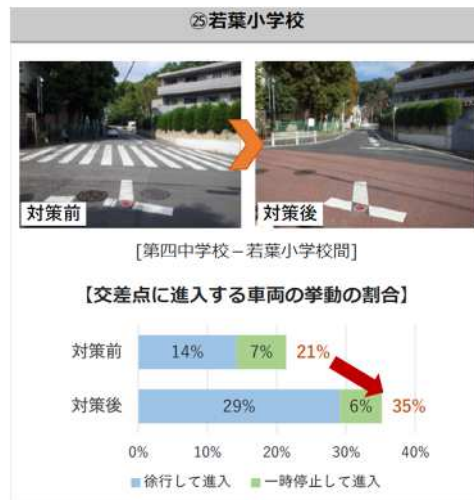 ㉕若葉小学校
対策前
対策後
[第四中学校－若葉小学校間]
【交差点に進入する車両の挙動の割合】
対策前 14% 7% 21%
対策後 29% 6% 35%
0% 10% 20% 30% 40%
徐行して進入 一時停止して進入